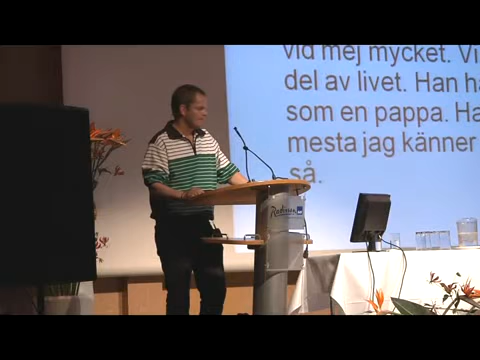 vid mej mycket. Vi
del av livet. Han ha
som en pappa. Ha
mesta jag känner
så.
Radisson